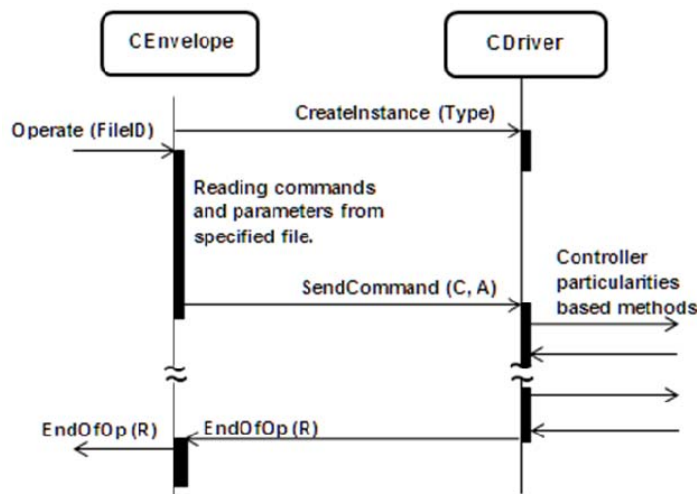 CEnvelope
CDriver
CreateInstance (Type)
Operate (FileID)
Reading commands
and parameters from
specified file.
Controller
particularities
based methods
SendCommand (C, A)
EndOfOp (R)
EndOfOp (R)